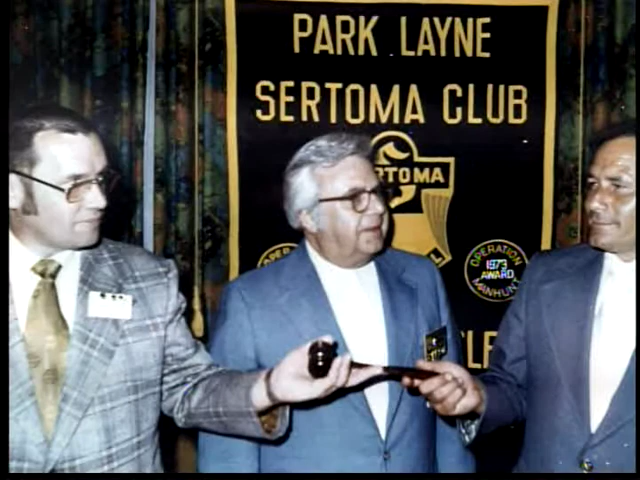 PARK LAYNE
SERTOMA CLUB
RTOMA
OPERATION
1973
AWARD
MANHUNT